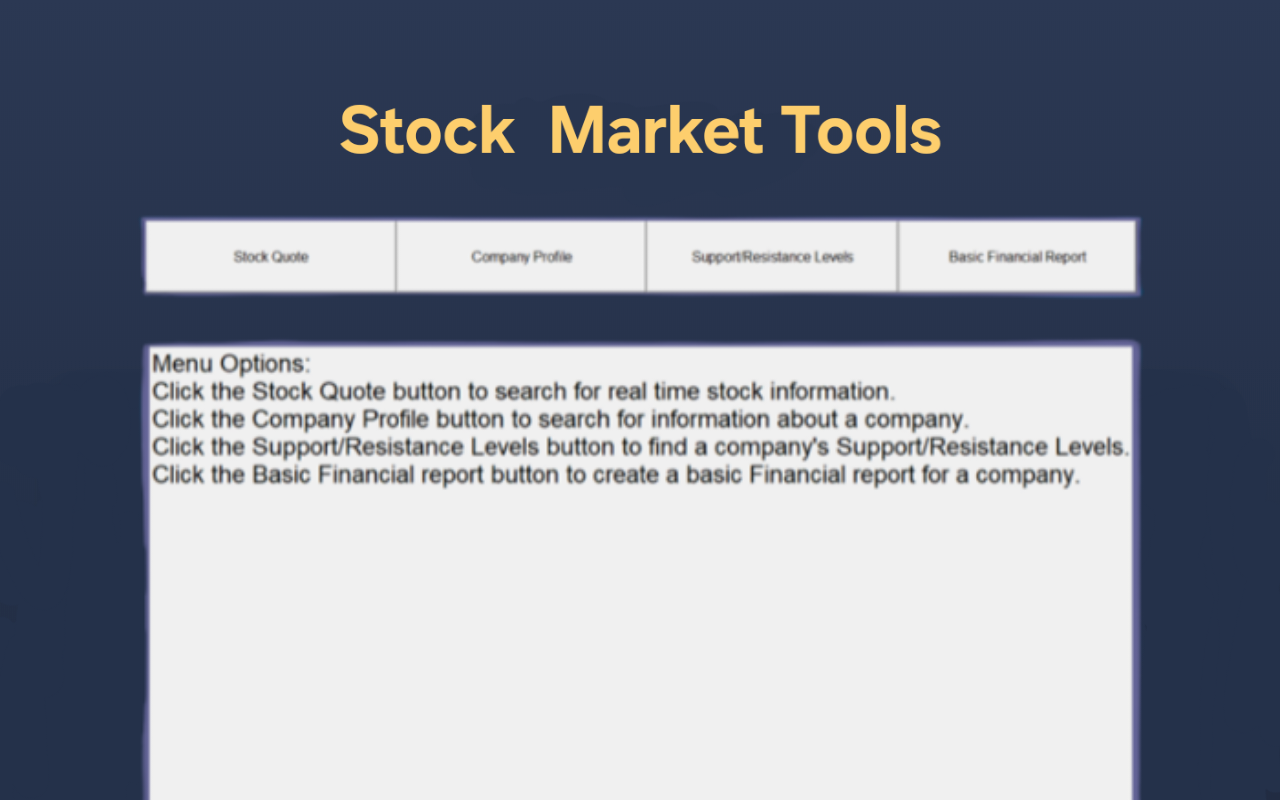 Stock Market Tools
Stock Quote Company Profile Support/Resistance Levels Basic Financial Report
Menu Options:
Click the Stock Quote button to search for real time stock information.
Click the Company Profile button to search for information about a company.
Click the Support/Resistance Levels button to find a company's Support/Resistance Levels.
Click the Basic Financial report button to create a basic Financial report for a company.